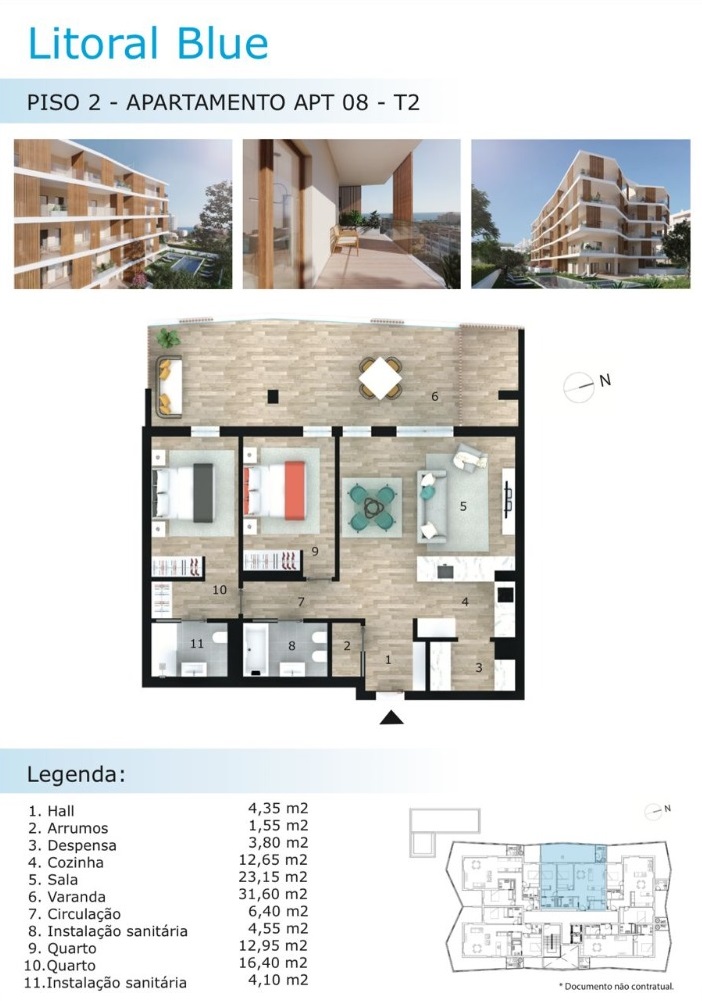 Litoral Blue
PISO 2 - APARTAMENTO APT 08 - T2
N
6
5
9
10
7
4
11
8
2
1
3
Legenda:
1. Hall 4,35 m2
2. Arrumos 1,55 m2
3. Despensa 3,80 m2
4. Cozinha 12,65 m2
5. Sala 23,15 m2
6. Varanda 31,60 m2
7. Circulação 6,40 m2
8. Instalação sanitária 4,55 m2
9. Quarto 12,95 m2
10.Quarto 16,40 m2
11.Instalação sanitária 4,10 m2
N
* Documento não contratual.